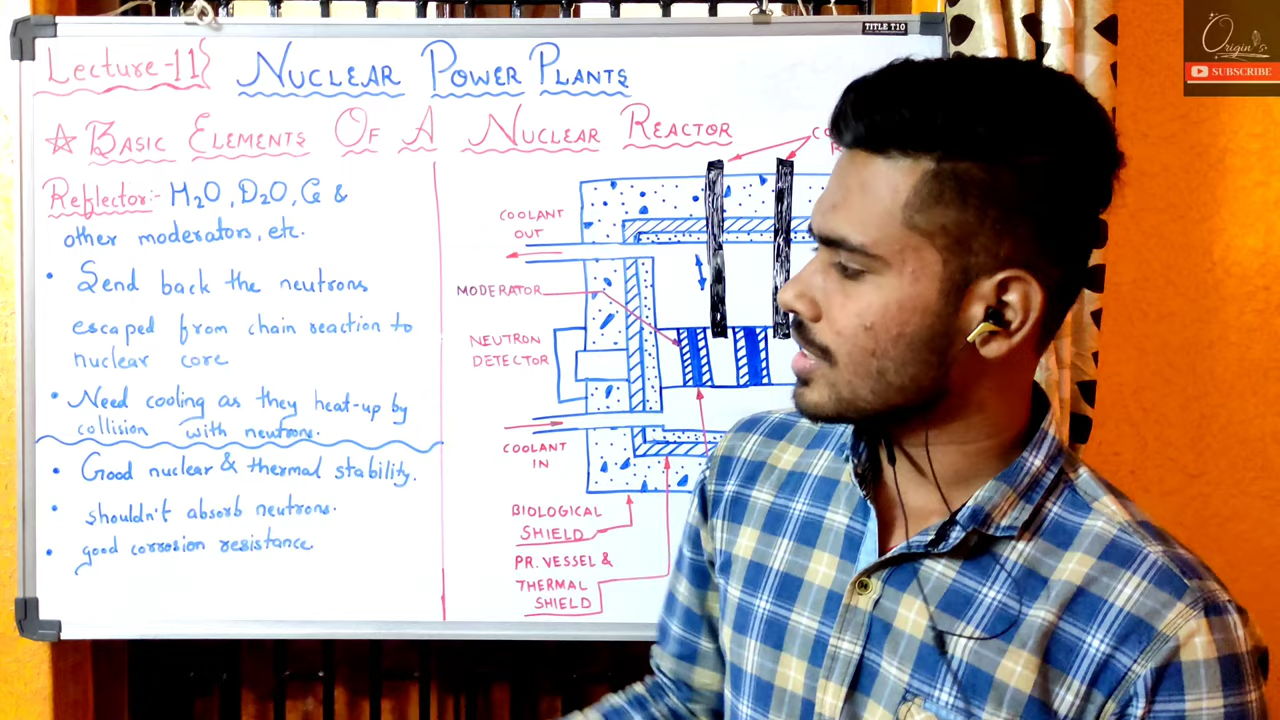 Lecture-11
NUCLEAR POWER PLANTS
☆ BASIC ELEMENTS OF A NUCLEAR REACTOR
Reflector:- H2O, D2O, C &
other moderators, etc.
• Send back the neutrons
escaped from chain reaction to
nuclear core
• Need cooling as they heat-up by
collision with neutrons.
• Good nuclear & thermal stability.
• shouldn't absorb neutrons.
• good corrosion resistance
COOLANT
OUT
MODERATOR
NEUTRON
DETECTOR
COOLANT
IN
BIOLOGICAL
SHIELD
PR. VESSEL &
THERMAL
SHIELD
TITLE T10
Origin's
SUBSCRIBE